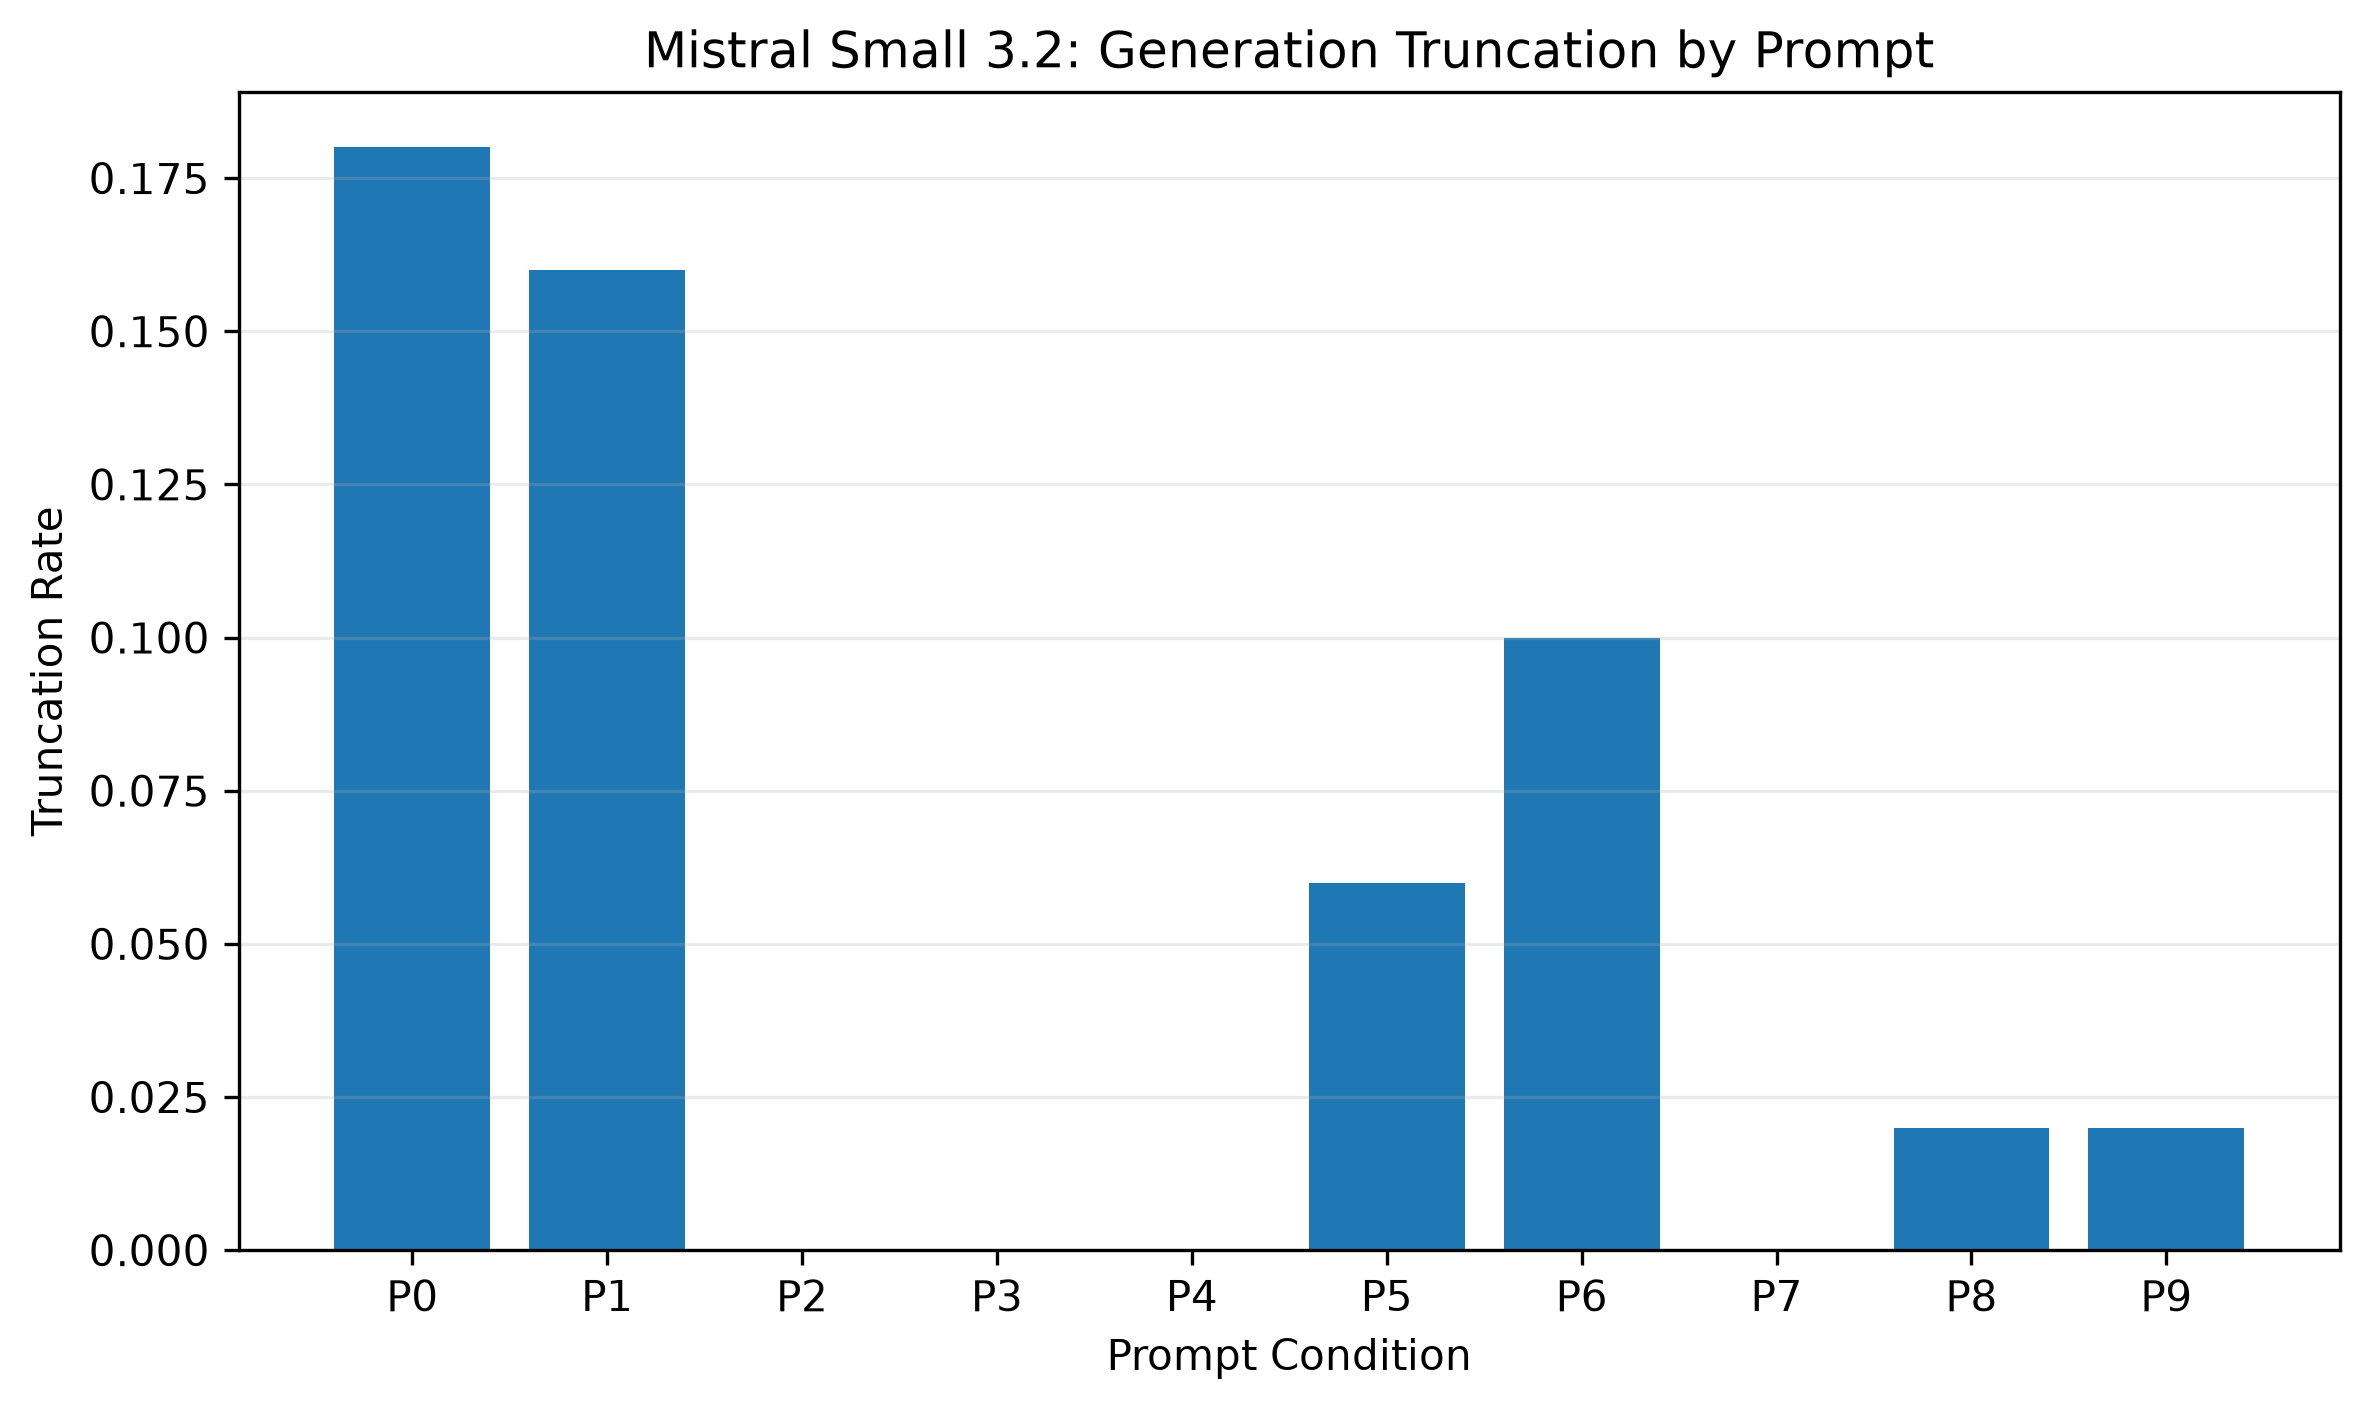 Mistral Small 3.2: Generation Truncation by Prompt
Truncation Rate
0.175
0.150
0.125
0.100
0.075
0.050
0.025
0.000
P0 P1 P2 P3 P4 P5 P6 P7 P8 P9
Prompt Condition